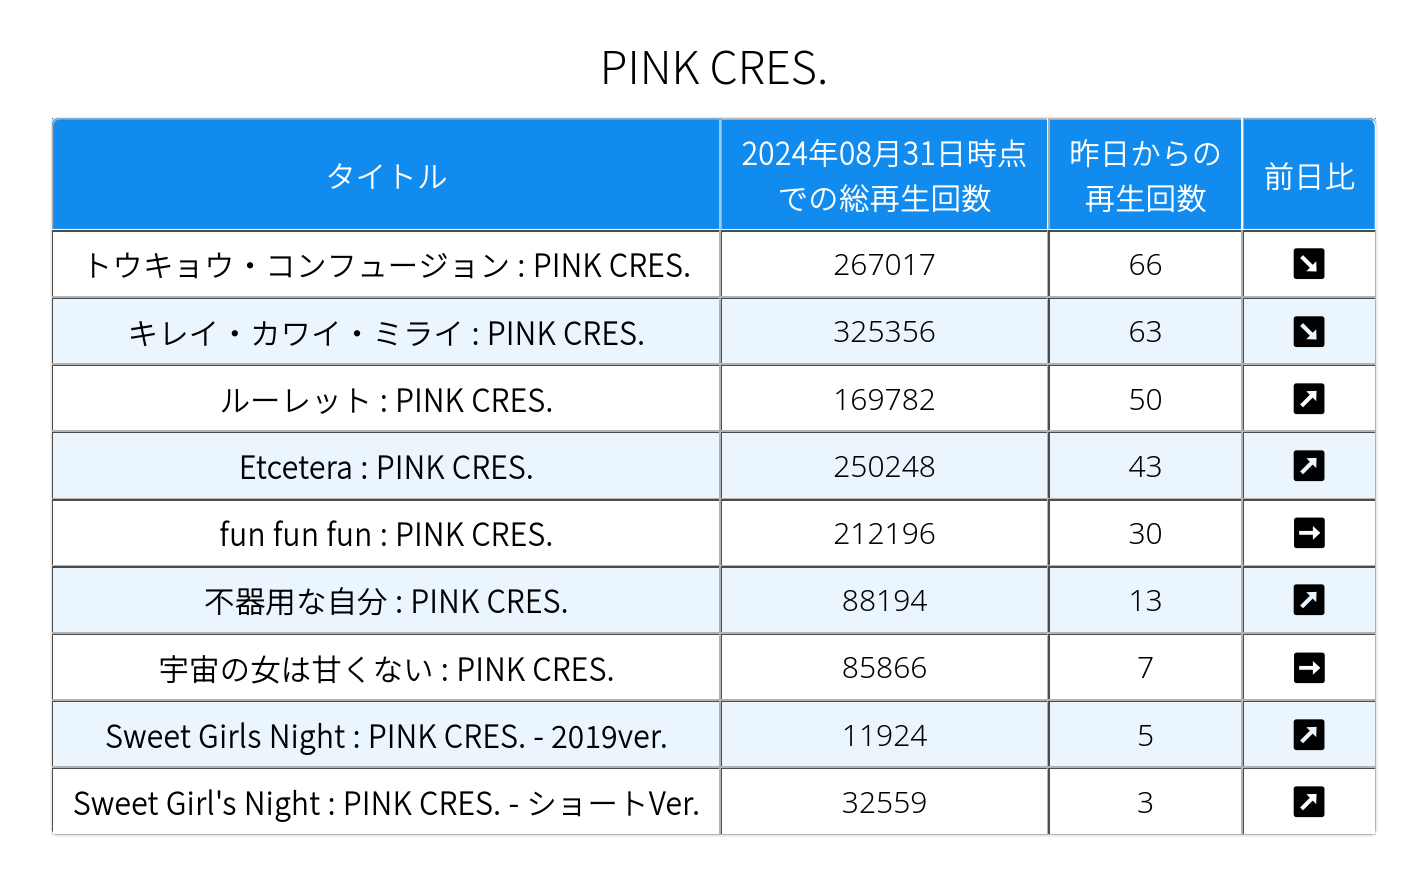 PINK CRES.
タイトル
2024年08月31日時点
での総再生回数
昨日からの
再生回数
前日比
トウキョウ・コンフュージョン : PINK CRES. 267017 66 ↘
キレイ・カワイ・ミライ : PINK CRES. 325356 63 ↘
ルーレット : PINK CRES. 169782 50 ↗
Etcetera : PINK CRES. 250248 43 ↗
fun fun fun : PINK CRES. 212196 30 →
不器用な自分 : PINK CRES. 88194 13 ↗
宇宙の女は甘くない : PINK CRES. 85866 7 →
Sweet Girls Night : PINK CRES. - 2019ver. 11924 5 ↗
Sweet Girl's Night : PINK CRES. - ショートVer. 32559 3 ↗